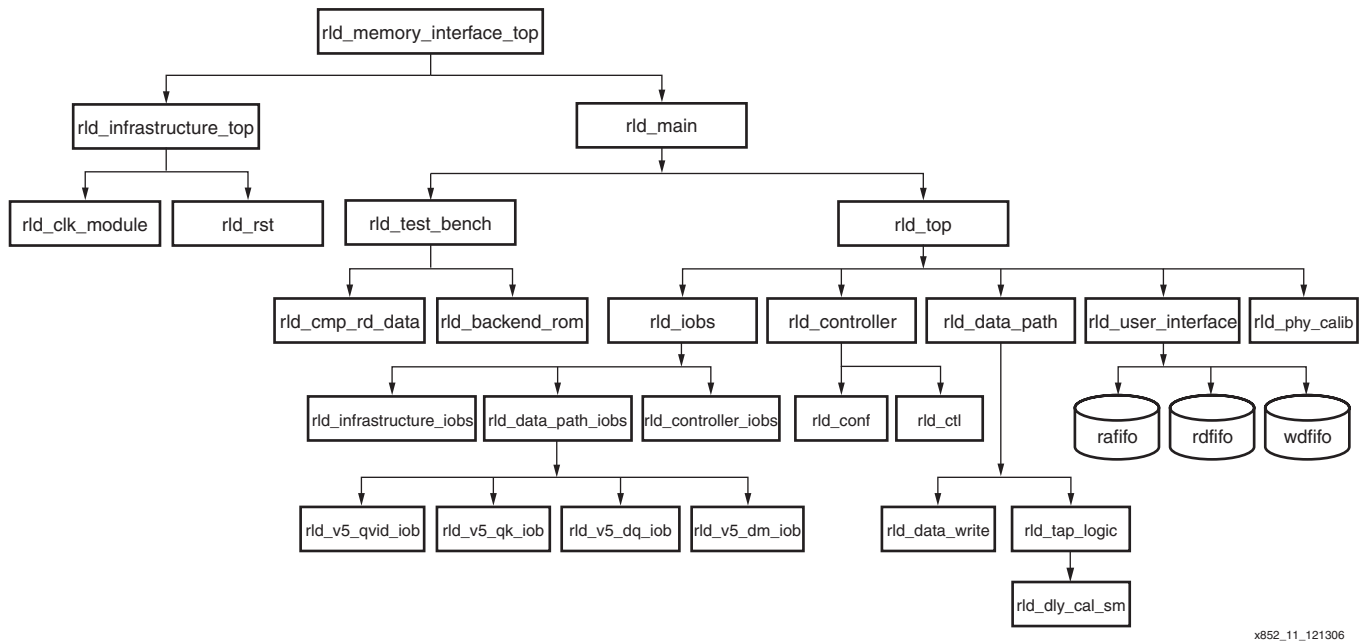 rld_memory_interface_top
rld_infrastructure_top
rld_main
rld_clk_module
rld_rst
rld_test_bench
rld_top
rld_cmp_rd_data
rld_backend_rom
rld_iobs
rld_controller
rld_data_path
rld_user_interface
rld_phy_calib
rld_infrastructure_iobs
rld_data_path_iobs
rld_controller_iobs
rld_conf
rld_ctl
rafifo
rdfifo
wdfifo
rld_v5_qvid_iob
rld_v5_qk_iob
rld_v5_dq_iob
rld_v5_dm_iob
rld_data_write
rld_tap_logic
rld_dly_cal_sm
x852_11_121306